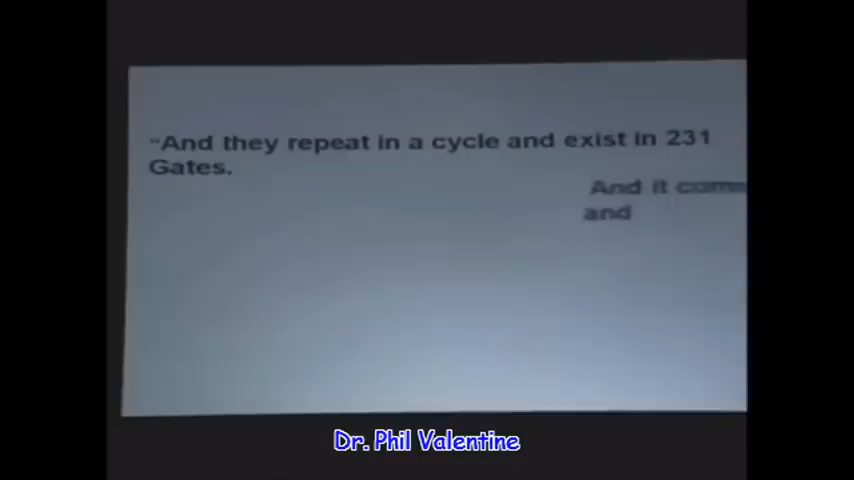 "And they repeat in a cycle and exist in 231
Gates.
And it
and
Dr. Phil Valentine